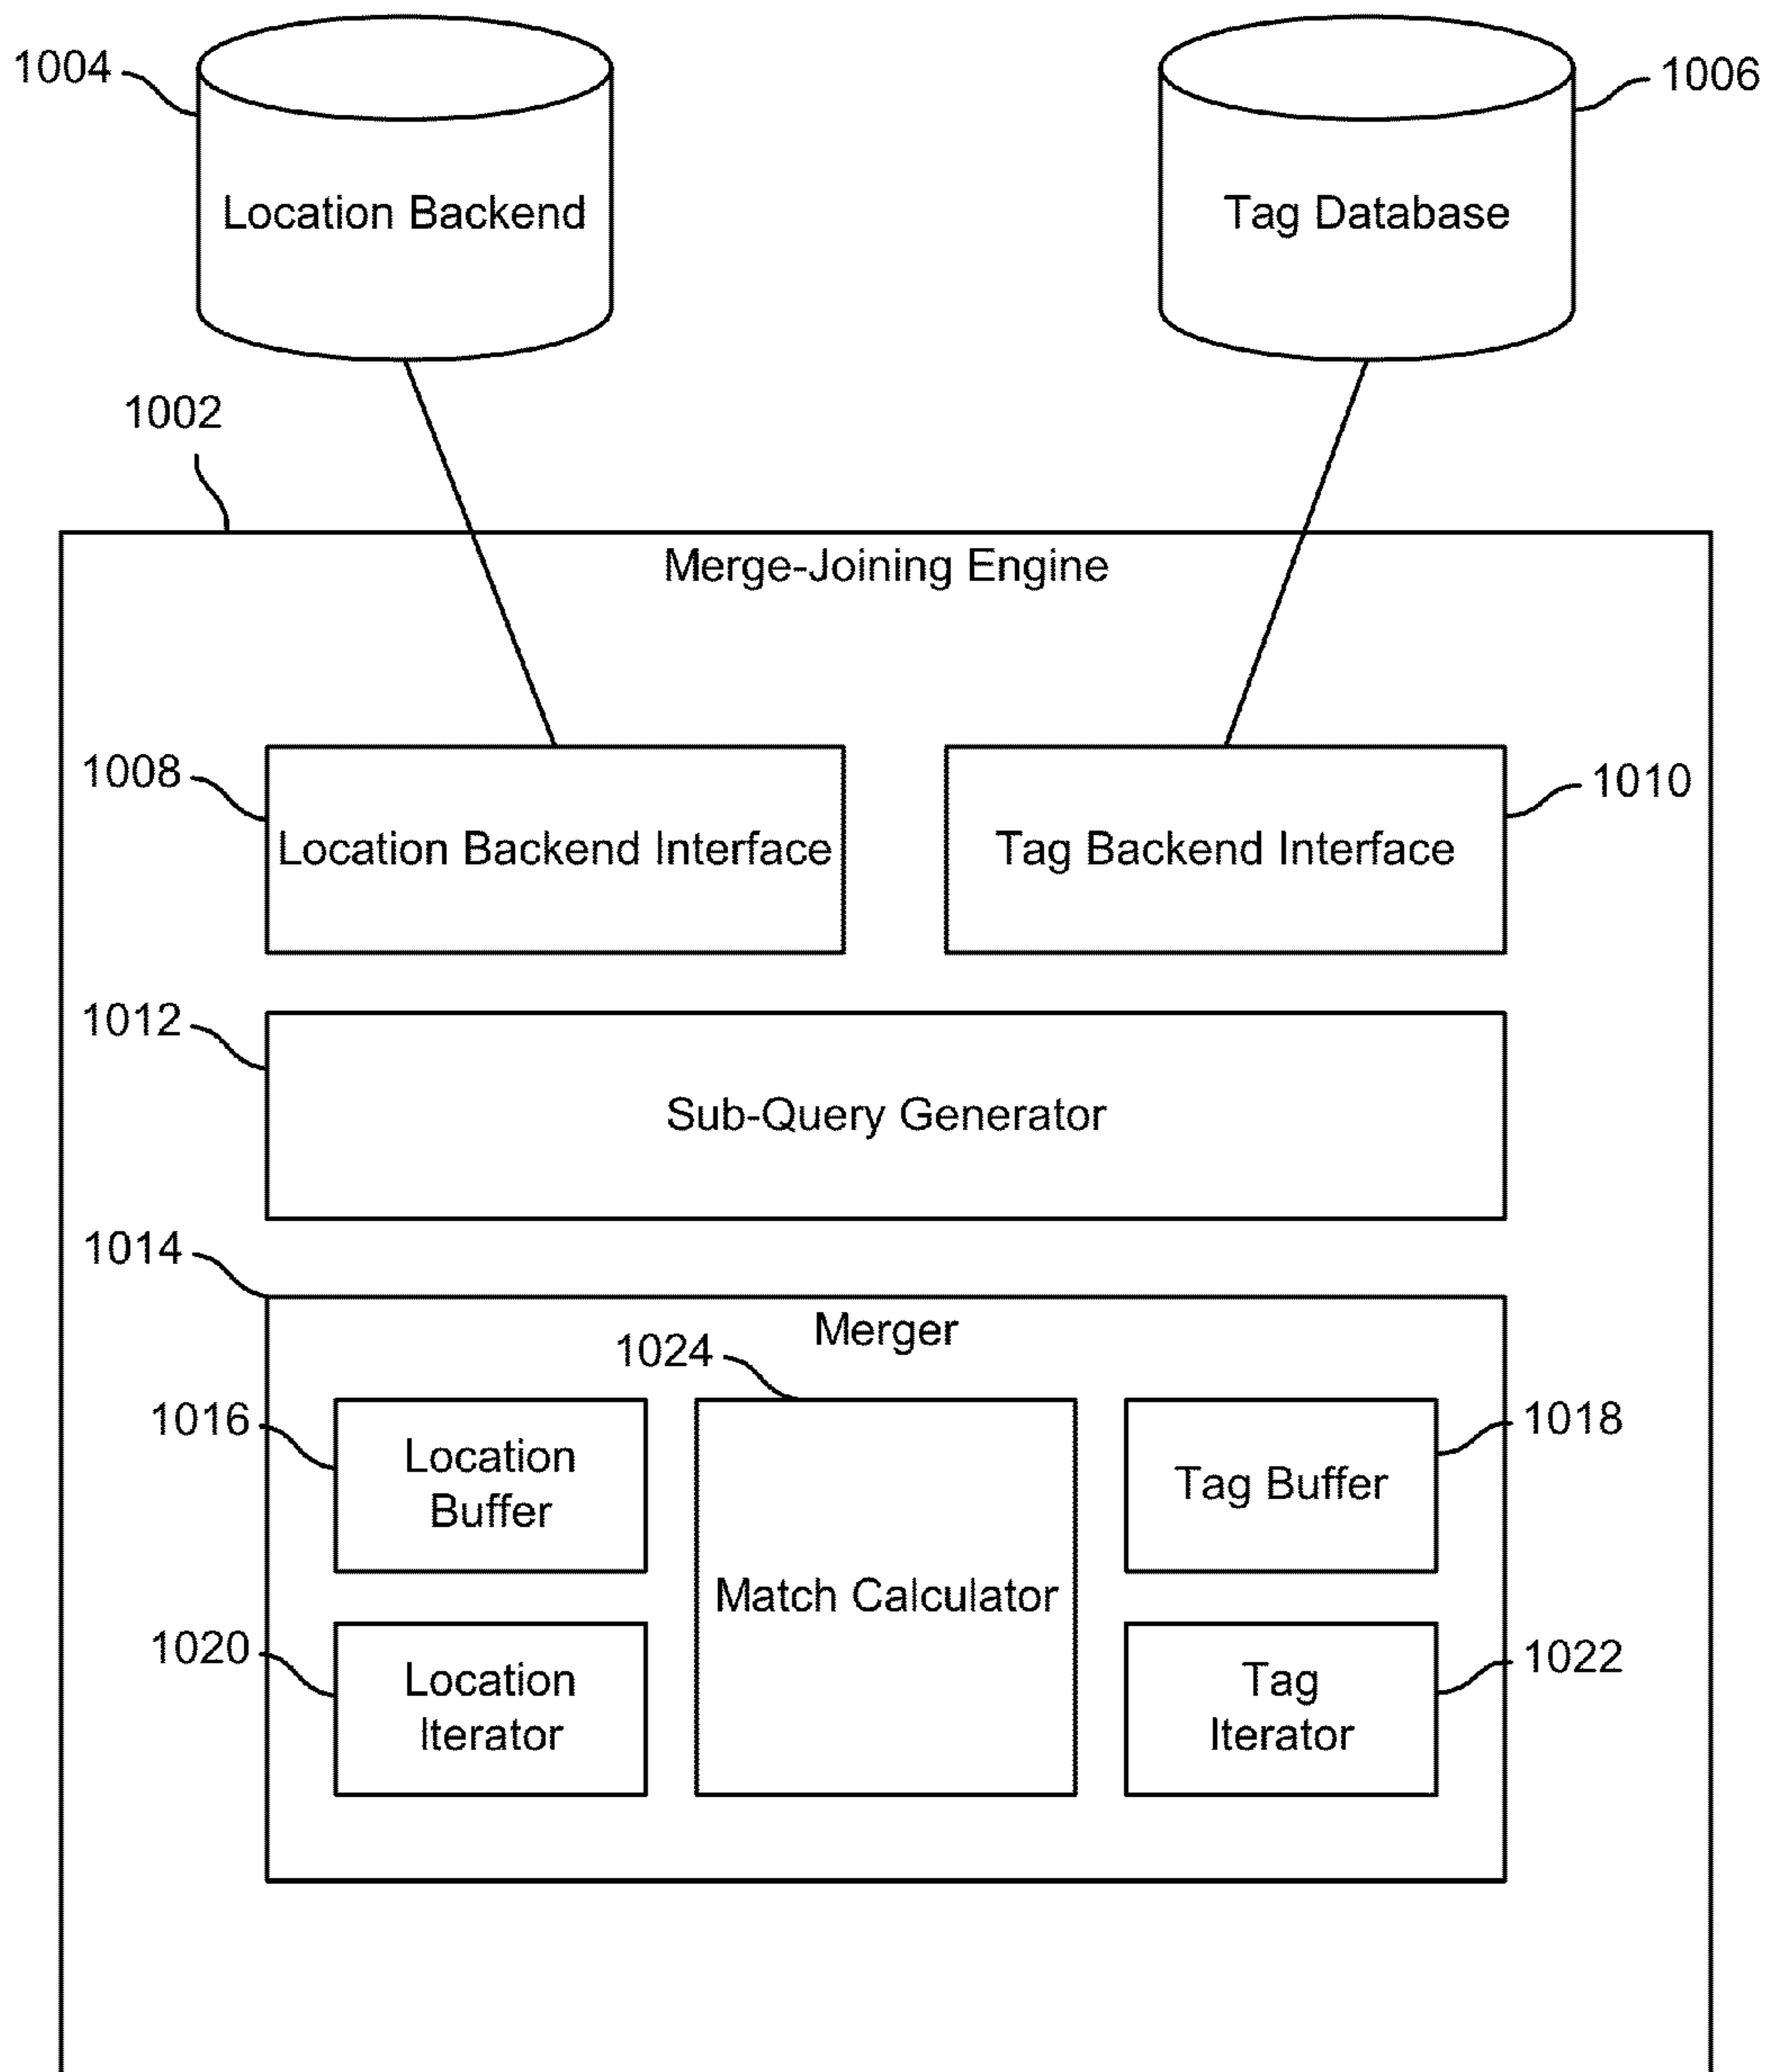 1004
1006
Location Backend
Tag Database
1002
Merge-Joining Engine
1008
1010
Location Backend Interface
Tag Backend Interface
1012
Sub-Query Generator
1014
Merger
1024
1016
1018
Location
Buffer
Tag Buffer
Match Calculator
1020
1022
Location
Iterator
Tag
Iterator